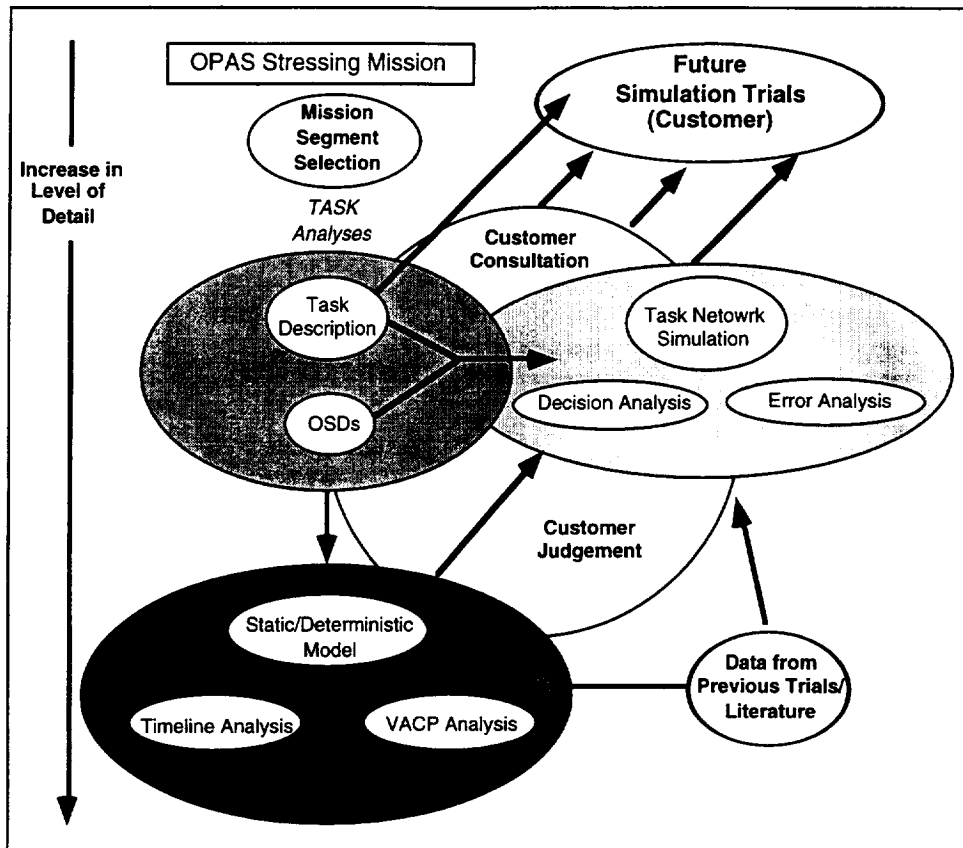 OPAS Stressing Mission
Mission
Segment
Selection
Future
Simulation Trials
(Customer)
Increase in
Level of
Detail
TASK
Analyses
Customer
Consultation
Task
Description
OSDs
Task Netowrk
Simulation
Decision Analysis
Error Analysis
Customer
Judgement
Static/Deterministic
Model
Timeline Analysis
VACP Analysis
Data from
Previous Trials/
Literature